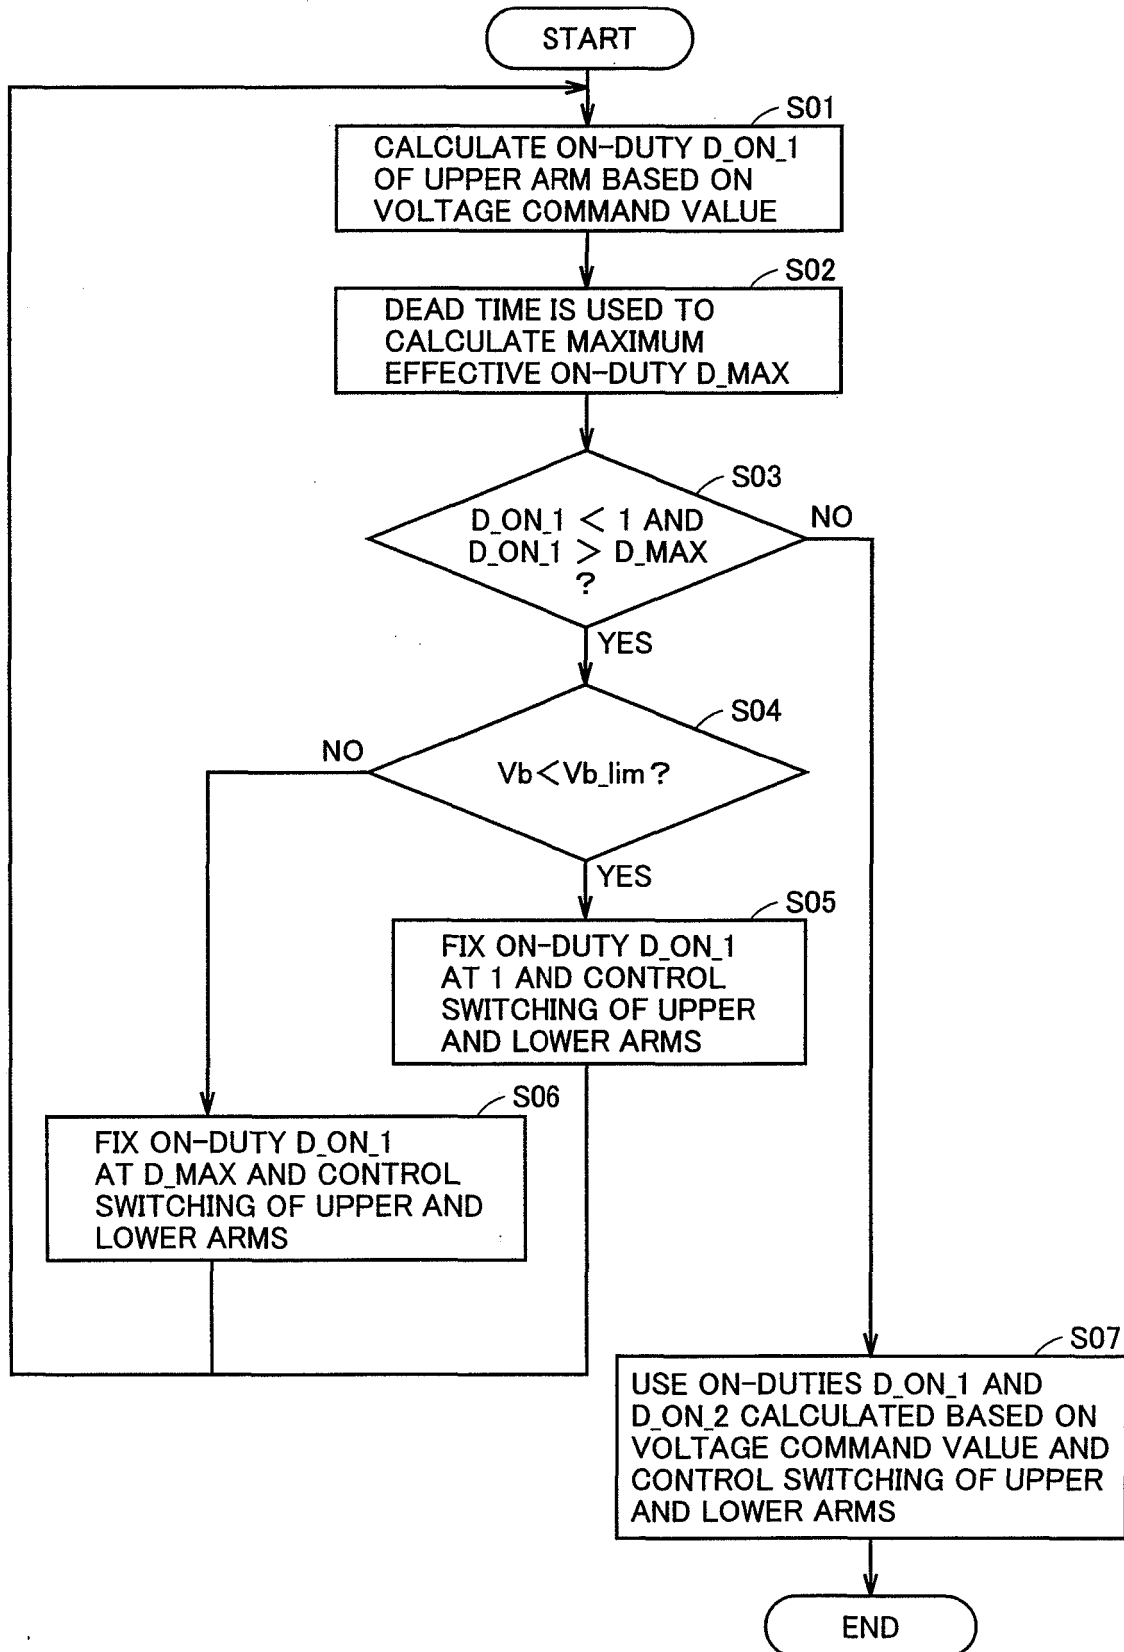 START
S01
CALCULATE ON-DUTY D_ON_1
OF UPPER ARM BASED ON
VOLTAGE COMMAND VALUE
S02
DEAD TIME IS USED TO
CALCULATE MAXIMUM
EFFECTIVE ON-DUTY D_MAX
S03
D_ON_1 < 1 AND
D_ON_1 > D_MAX
?
NO
YES
S04
Vb<Vb_lim?
NO
YES
S05
FIX ON-DUTY D_ON_1
AT 1 AND CONTROL
SWITCHING OF UPPER
AND LOWER ARMS
S06
FIX ON-DUTY D_ON_1
AT D_MAX AND CONTROL
SWITCHING OF UPPER AND
LOWER ARMS
S07
USE ON-DUTIES D_ON_1 AND
D_ON_2 CALCULATED BASED ON
VOLTAGE COMMAND VALUE AND
CONTROL SWITCHING OF UPPER
AND LOWER ARMS
END